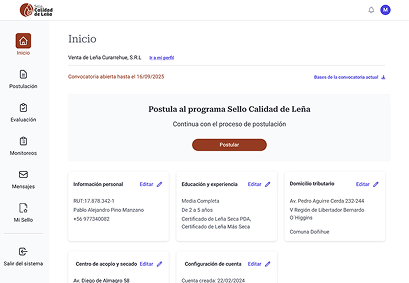 Calidad
de Leña
M
Inicio
Inicio
Venta de Leña Curarrehue, S.R.L
Ir a mi perfil
Convocatoria abierta hasta el 16/09/2025
Bases de la convocatoria actual
Postulación
Postula al programa Sello Calidad de Leña
Continua con el proceso de postulación
Postular
Evaluación
Monitoreos
Mensajes
Mi Sello
Salir del sistema
Información personal
Editar
RUT:17.878.342-1
Pablo Alejandro Pino Manzano
+56 977340082
Educación y experiencia
Editar
Media Completa
De 2 a 5 años
Certificado de Leña Seca PDA,
Certificado de Leña Más Seca
Domicilio tributario
Editar
Av. Pedro Aguirre Cerda 232-244
V Región de Libertador Bernardo
O'Higgins
Comuna Doñihue
Centro de acopio y secado
Editar
Av. Diego de Almagro 58
Configuración de cuenta
Editar
Cuenta creada: 22/02/2024